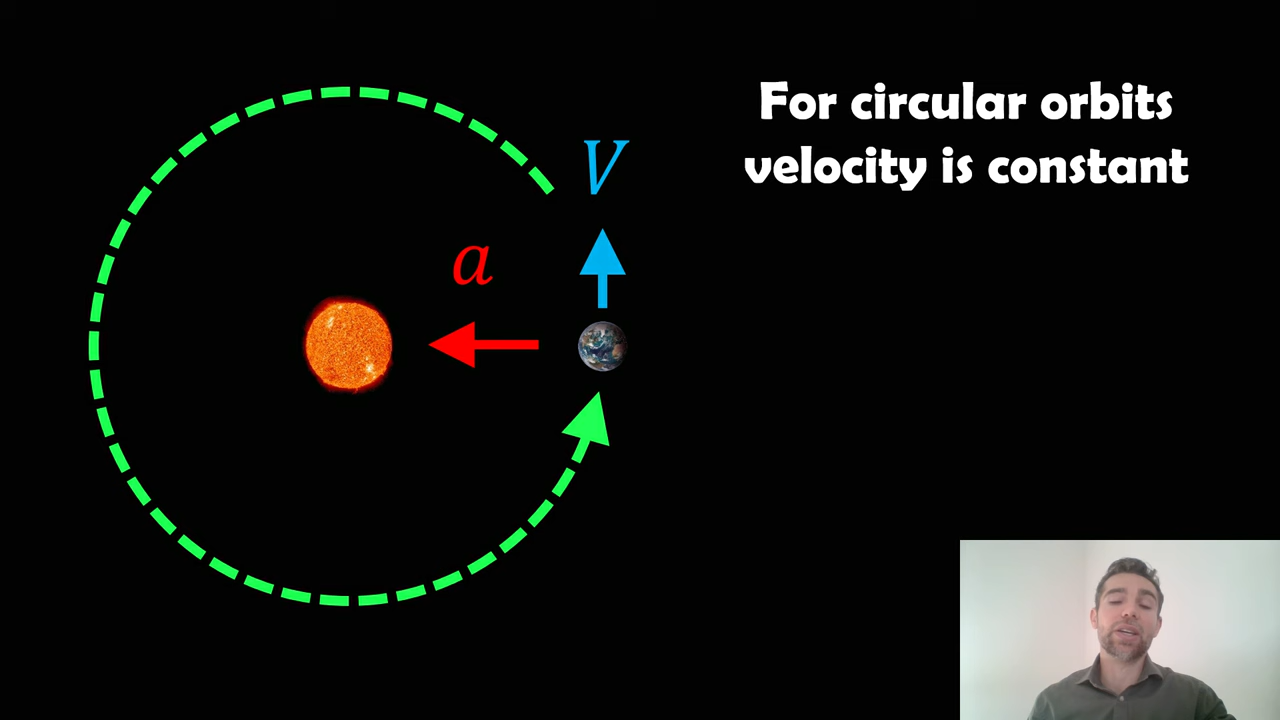 For circular orbits
velocity is constant
V
a